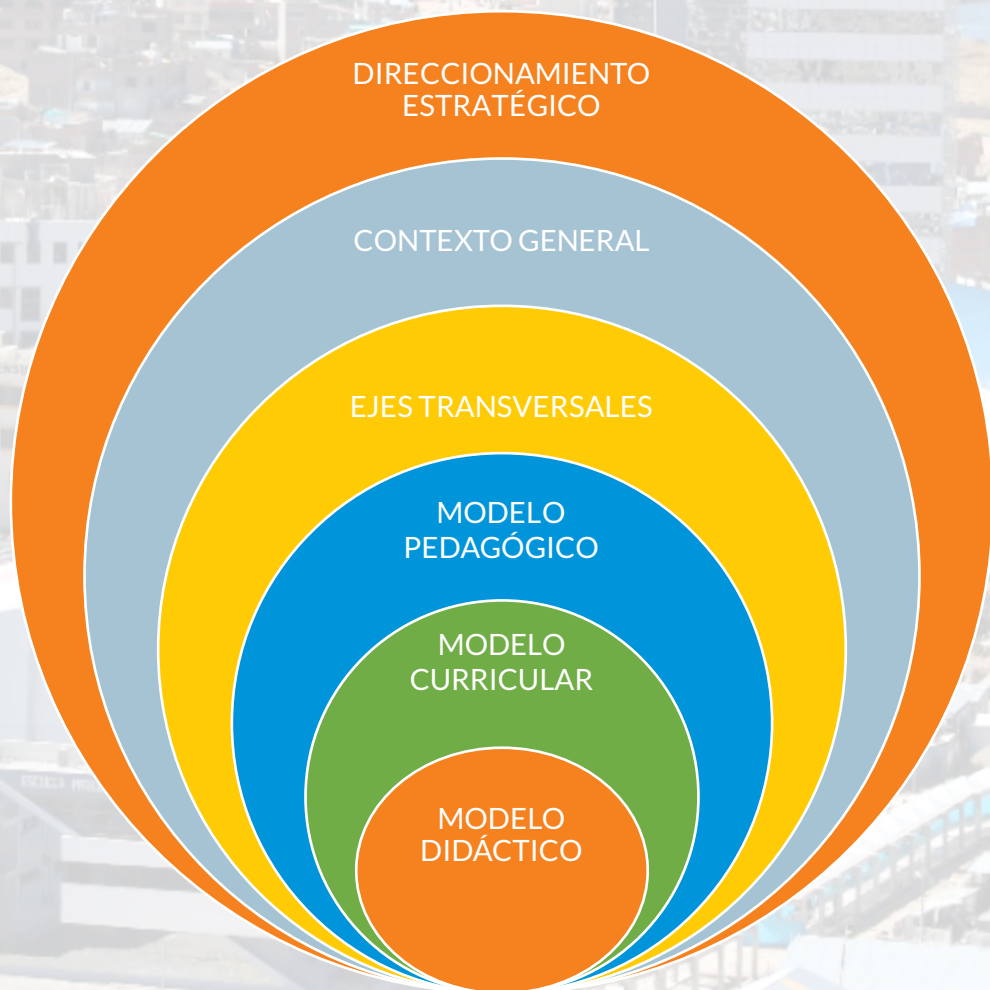 DIRECCIONAMIENTO
ESTRATÉGICO
CONTEXTO GENERAL
EJES TRANSVERSALES
MODELO
PEDAGÓGICO
MODELO
CURRICULAR
MODELO
DIDÁCTICO